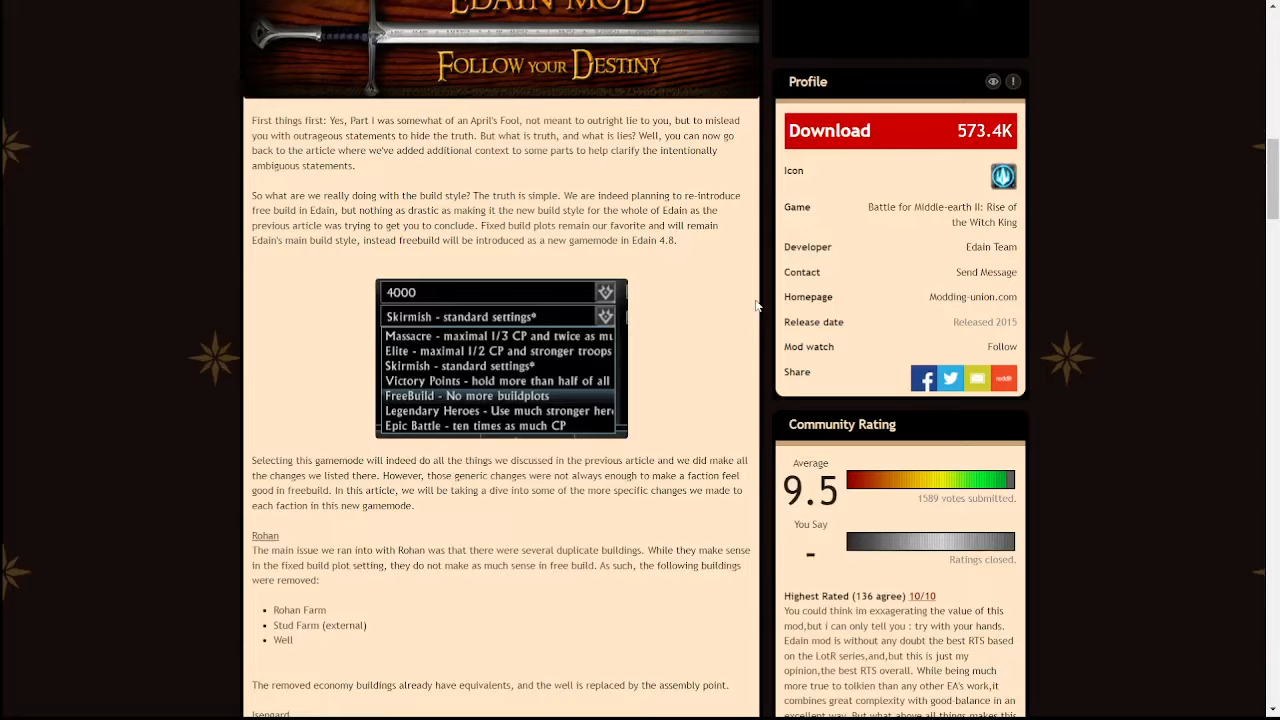 EDAIN MOD
FOLLOW YOUR DESTINY
First things first: Yes, Part I was somewhat of an April's Fool, not meant to outright lie to you, but to mislead
you with outrageous statements to hide the truth. But what is truth, and what is lies? Well, you can now go
back to the article where we've added additional context to some parts to help clarify the intentionally
ambiguous statements.
So what are we really doing with the build style? The truth is simple. We are indeed planning to re-introduce
free build in Edain, but nothing as drastic as making it the new build style for the whole of Edain as the
previous article was trying to get you to conclude. Fixed build plots remain our favorite and will remain
Edain's main build style, instead freebuild will be introduced as a new gamemode in Edain 4.8.
4000
Skirmish - standard settings*
Massacre - maximal 1/3 CP and twice as mu
Elite - maximal 1/2 CP and stronger troops
Skirmish - standard settings*
Victory Points - hold more than half of all
FreeBuild - No more buildplots
Legendary Heroes - Use much stronger hero
Epic Battle - ten times as much CP
Selecting this gamemode will indeed do all the things we discussed in the previous article and we did make all
the changes we listed there. However, those generic changes were not always enough to make a faction feel
good in freebuild. In this article, we will be taking a dive into some of the more specific changes we made to
each faction in this new gamemode.
Rohan
The main issue we ran into with Rohan was that there were several duplicate buildings. While they make sense
in the fixed build plot setting, they do not make as much sense in free build. As such, the following buildings
were removed:
• Rohan Farm
• Stud Farm (external)
• Well
The removed economy buildings already have equivalents, and the well is replaced by the assembly point.
Isengard
Profile
Download 573.4K
Icon
Game Battle for Middle-earth II: Rise of
the Witch King
Developer Edain Team
Contact Send Message
Homepage Modding-union.com
Release date Released 2015
Mod watch Follow
Share reddit
Community Rating
Average
9.5
1589 votes submitted.
You Say
-
Ratings closed.
Highest Rated (136 agree) 10/10
You could think im exxagerating the value of this
mod,but i can only tell you : try with your hands.
Edain mod is without any doubt the best RTS based
on the LotR series,and,but this is just my
opinion,the best RTS overall. While being much
more true to tolkien than any other EA's work,it
combines great complexity with good-balance in an
excellent way. But what above all things makes this